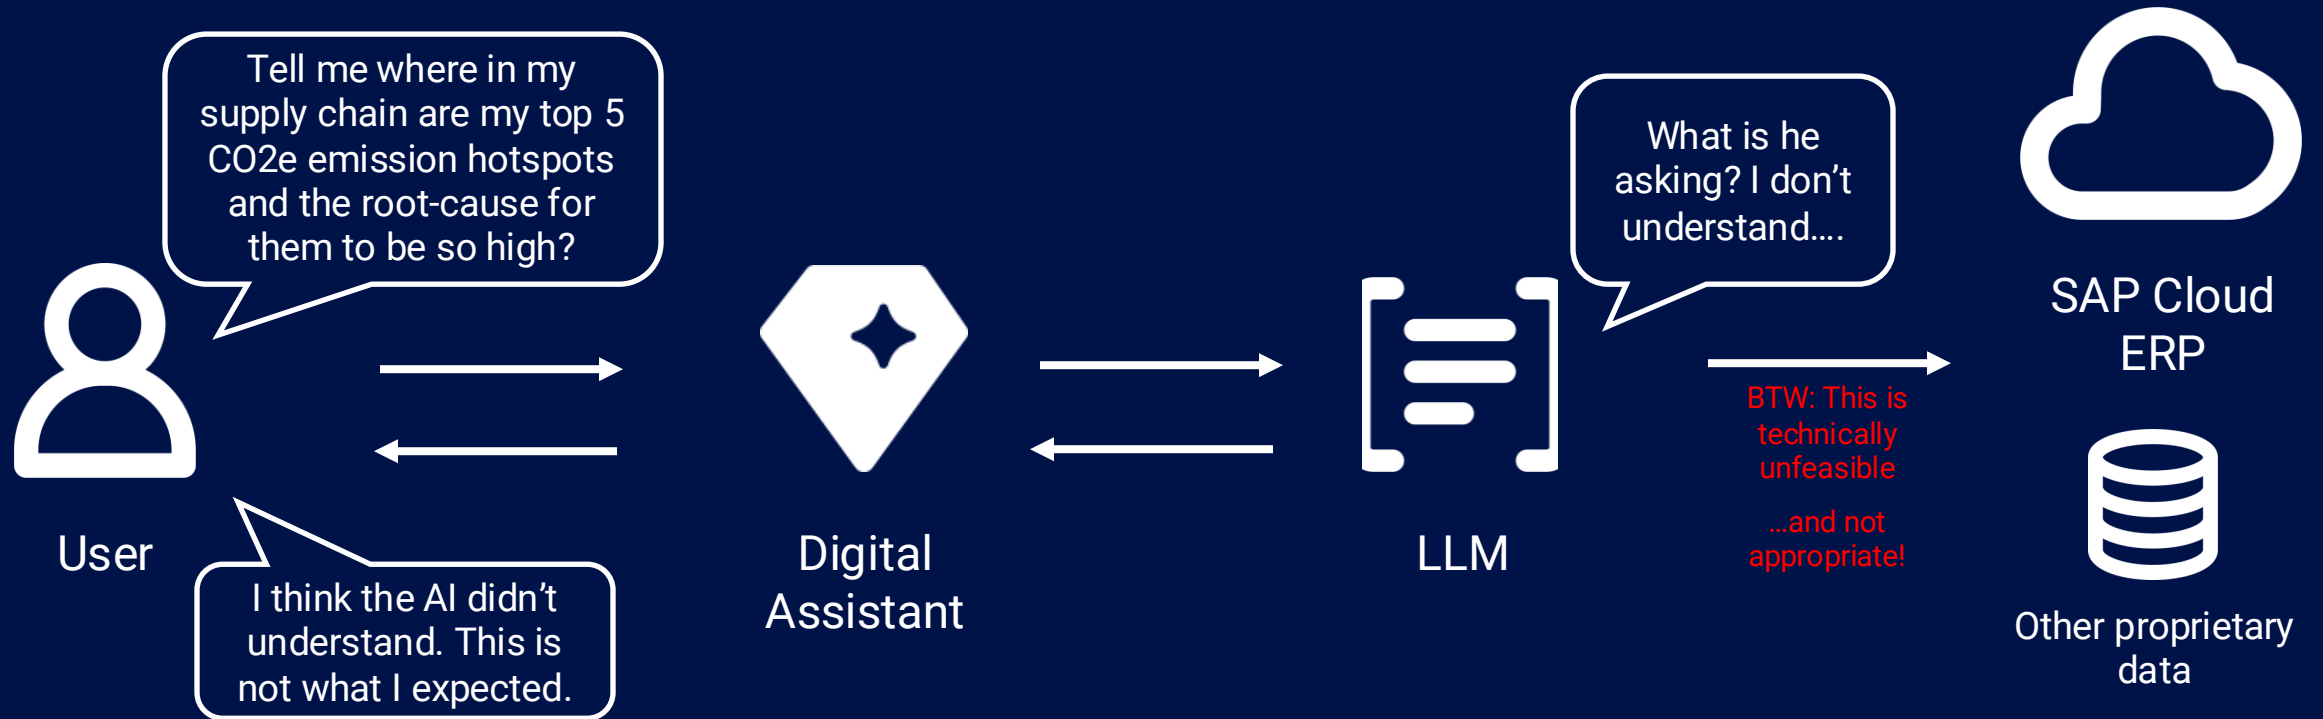 Tell me where in my
supply chain are my top 5
CO2e emission hotspots
and the root-cause for
them to be so high?
What is he
asking? I don’t
understand....
SAP Cloud
ERP
BTW: This is
technically
unfeasible
...and not
appropriate!
User
Digital
Assistant
LLM
I think the AI didn’t
understand. This is
not what I expected.
Other proprietary
data